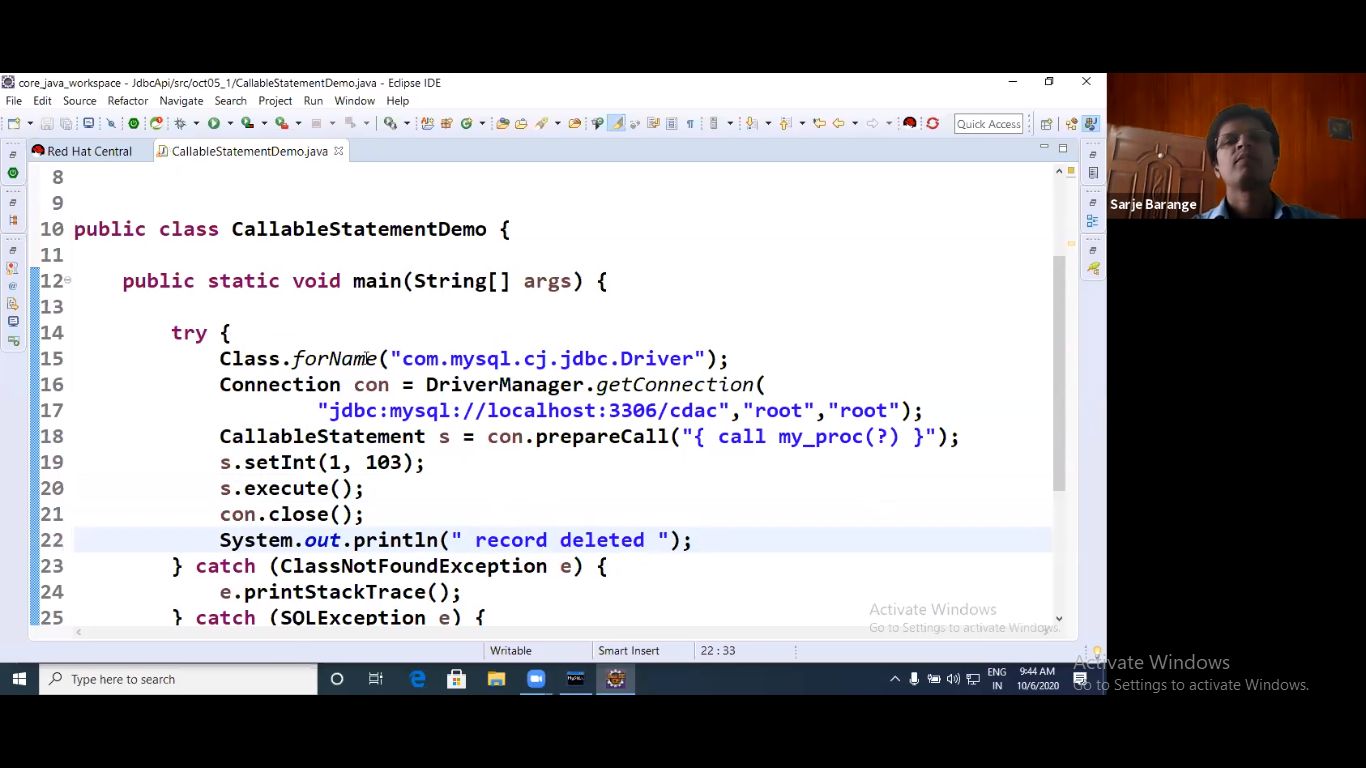 core_java_workspace - JdbcApi/src/oct05_1/CallableStatementDemo.java - Eclipse IDE
File Edit Source Refactor Navigate Search Project Run Window Help
Quick Access
Red Hat Central CallableStatementDemo.java
Sarje Barange
8
9
10 public class CallableStatementDemo {
11
12 public static void main(String[] args) {
13
14 try {
15 Class.forName("com.mysql.cj.jdbc.Driver");
16 Connection con = DriverManager.getConnection(
17 "jdbc:mysql://localhost:3306/cdac","root","root");
18 CallableStatement s = con.prepareCall("{ call my_proc(?) }");
19 s.setInt(1, 103);
20 s.execute();
21 con.close();
22 System.out.println(" record deleted ");
23 } catch (ClassNotFoundException e) {
24 e.printStackTrace();
25 } catch (SQLException e) {
Activate Windows
Go to Settings to activate Windows.
Writable Smart Insert 22 : 33
Activate Windows
Go to Settings to activate Windows.
Type here to search
ENG
IN
9:44 AM
10/6/2020